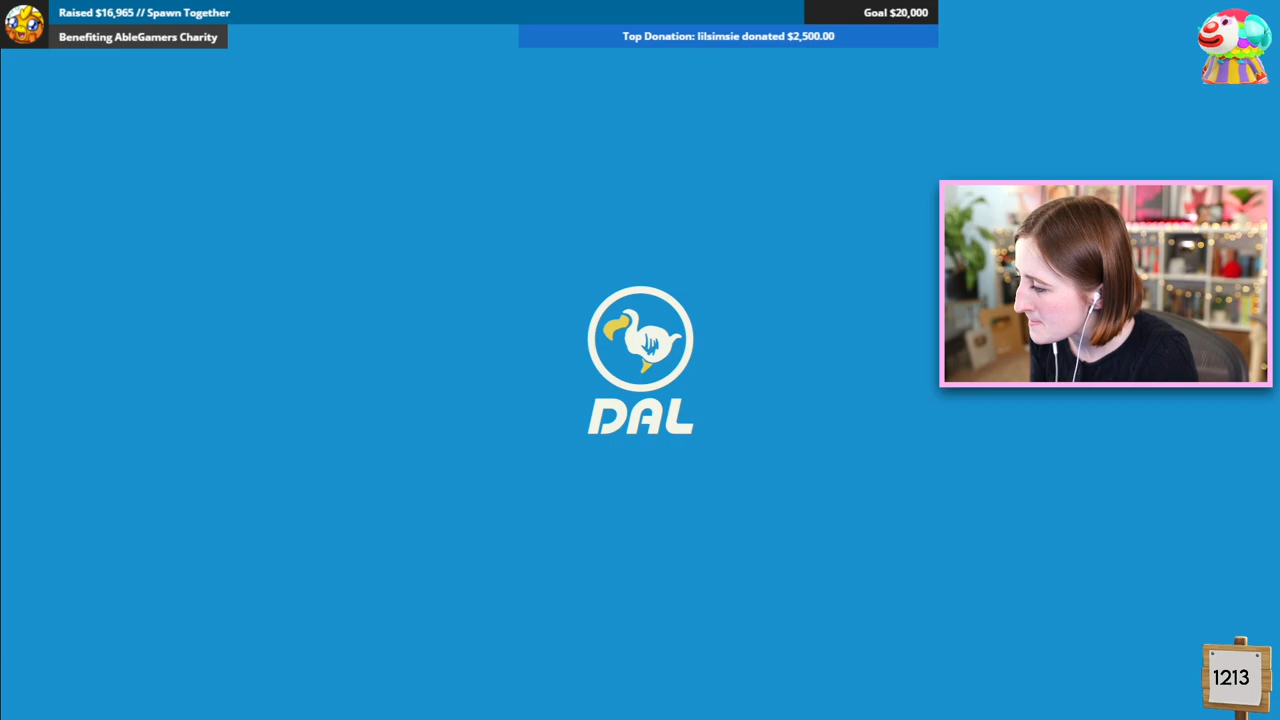 Raised $16,965 // Spawn Together
Goal $20,000
Benefiting AbleGamers Charity
Top Donation: lilsimsie donated $2,500.00
DAL
1213